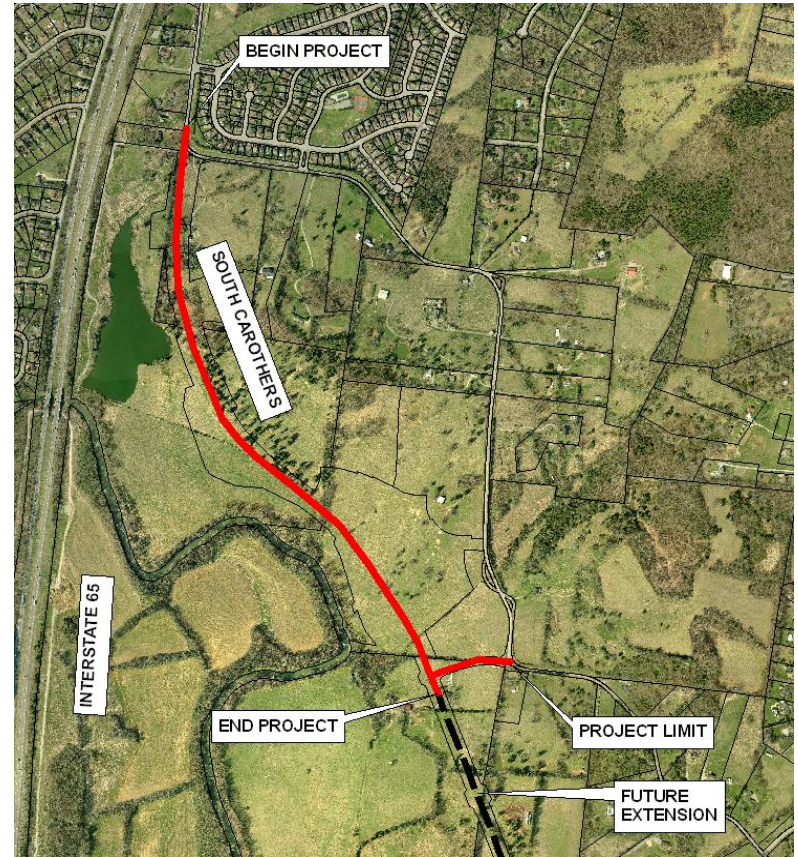 BEGIN PROJECT
SOUTH CAROTHERS
INTERSTATE 65
END PROJECT
PROJECT LIMIT
FUTURE
EXTENSION